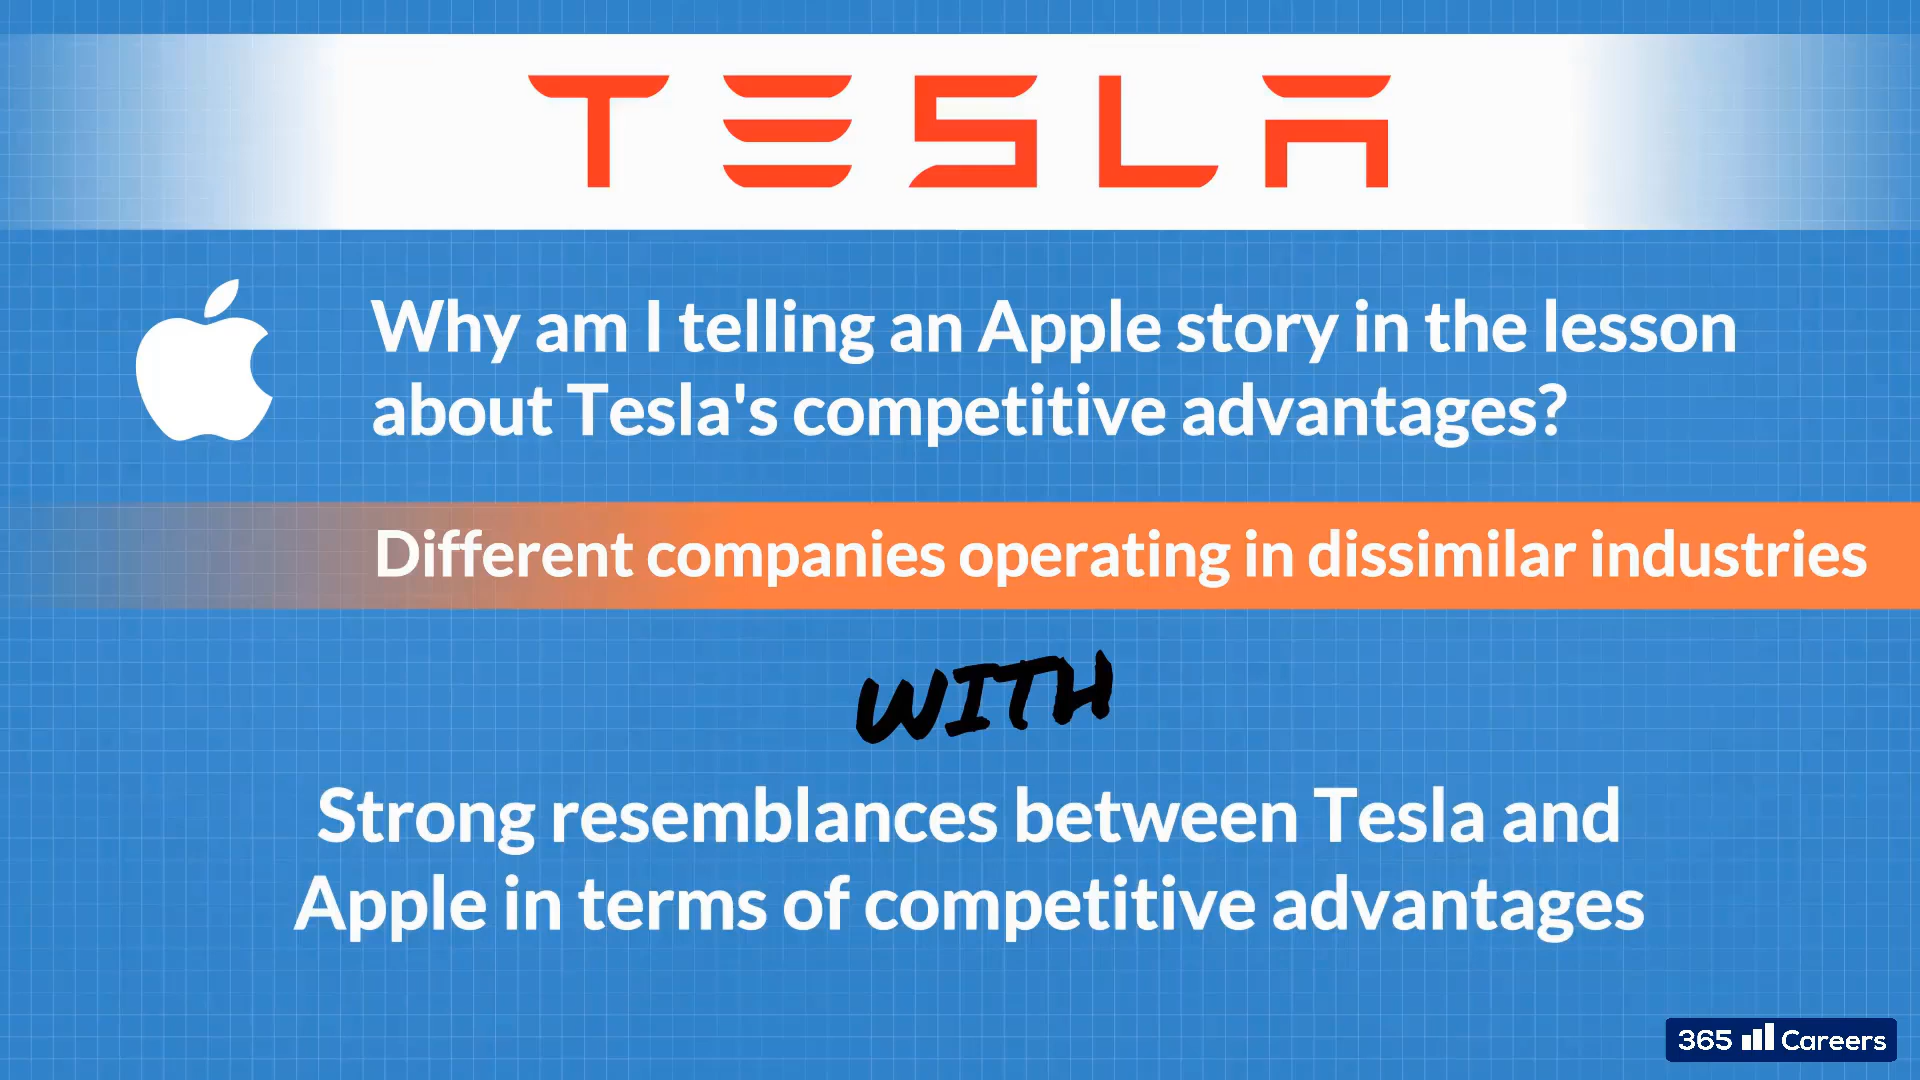 TESLA
Why am I telling an Apple story in the lesson
about Tesla's competitive advantages?
Different companies operating in dissimilar industries
WITH
Strong resemblances between Tesla and
Apple in terms of competitive advantages
365 Careers